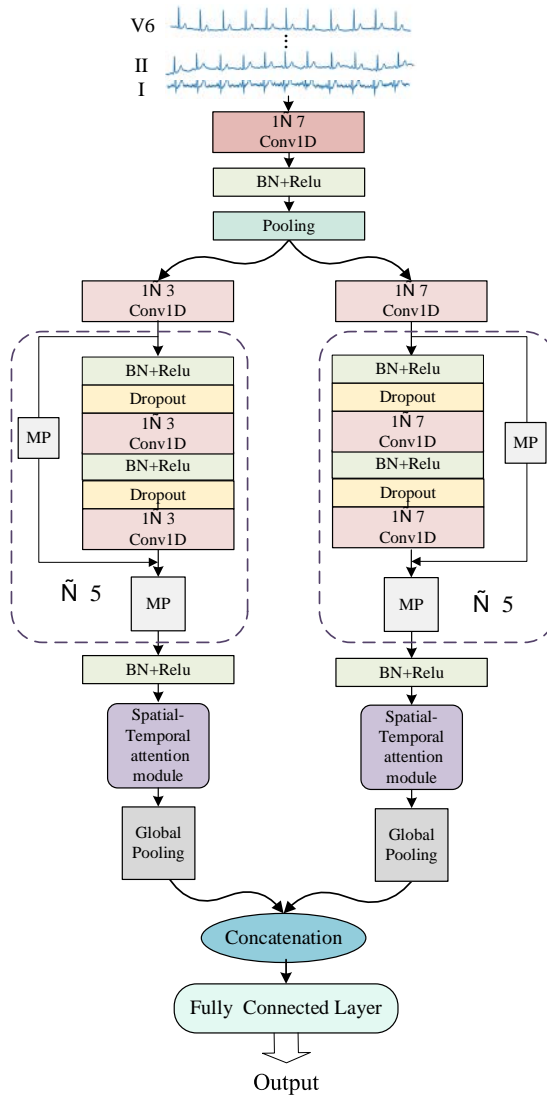 V6
⋮
II
I
1Ñ 7
Conv1D
BN+Relu
Pooling
1Ñ 3
Conv1D
BN+Relu
Dropout
1Ñ 3
Conv1D
BN+Relu
Dropout
1Ñ 3
Conv1D
MP
MP
Ñ 5
BN+Relu
Spatial-
Temporal
attention
module
Global
Pooling
1Ñ 7
Conv1D
BN+Relu
Dropout
1Ñ 7
Conv1D
BN+Relu
Dropout
1Ñ 7
Conv1D
MP
MP
Ñ 5
BN+Relu
Spatial-
Temporal
attention
module
Global
Pooling
Concatenation
Fully Connected Layer
Output